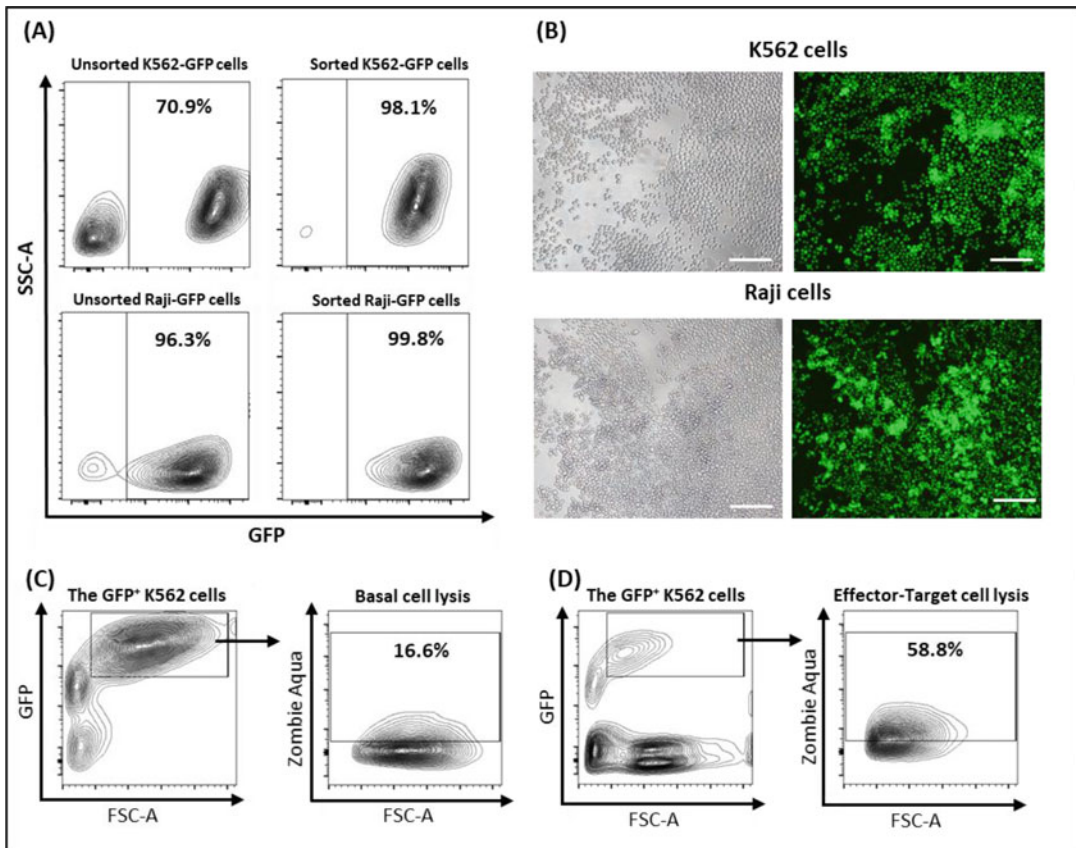 (A)
Unsorted K562-GFP cells
Sorted K562-GFP cells
70.9%
98.1%
Unsorted Raji-GFP cells
Sorted Raji-GFP cells
96.3%
99.8%
SSC-A
GFP
(B)
K562 cells
Raji cells
(C)
The GFP⁺ K562 cells
Basal cell lysis
16.6%
GFP
Zombie Aqua
FSC-A
FSC-A
(D)
The GFP⁺ K562 cells
Effector-Target cell lysis
58.8%
GFP
Zombie Aqua
FSC-A
FSC-A